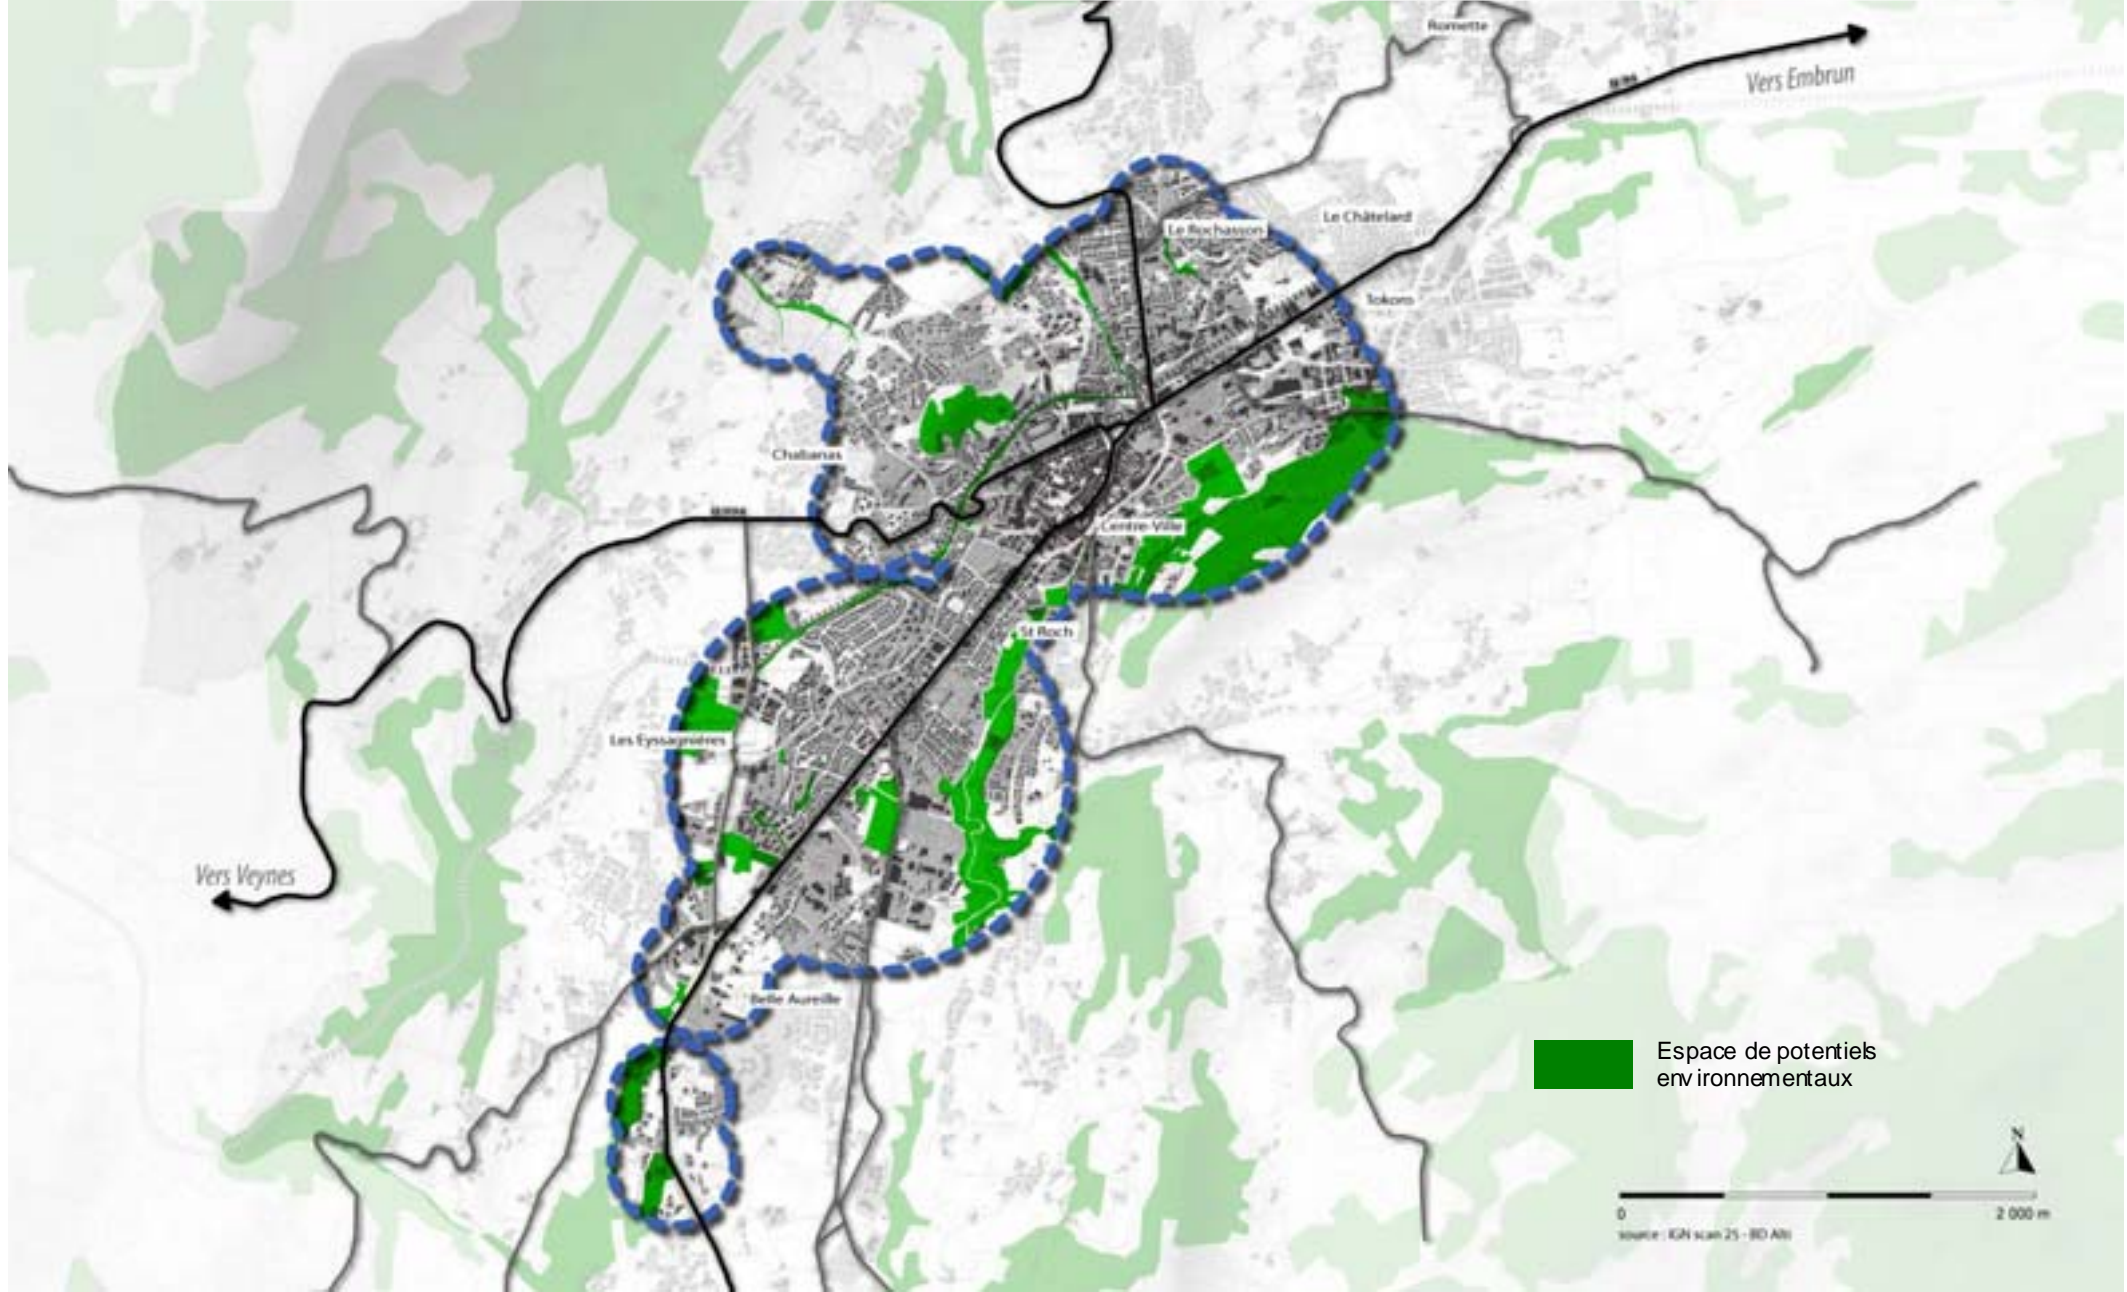 Romette
Vers Embrun
Le Châtelard
Le Rochasson
Tokoro
Chabanas
Centre-Ville
St Roch
Les Eyssagnières
Vers Veynes
Belle Aureille
Espace de potentiels
environnementaux
N
0
2 000 m
source : IGN scan 25 - BD Alti